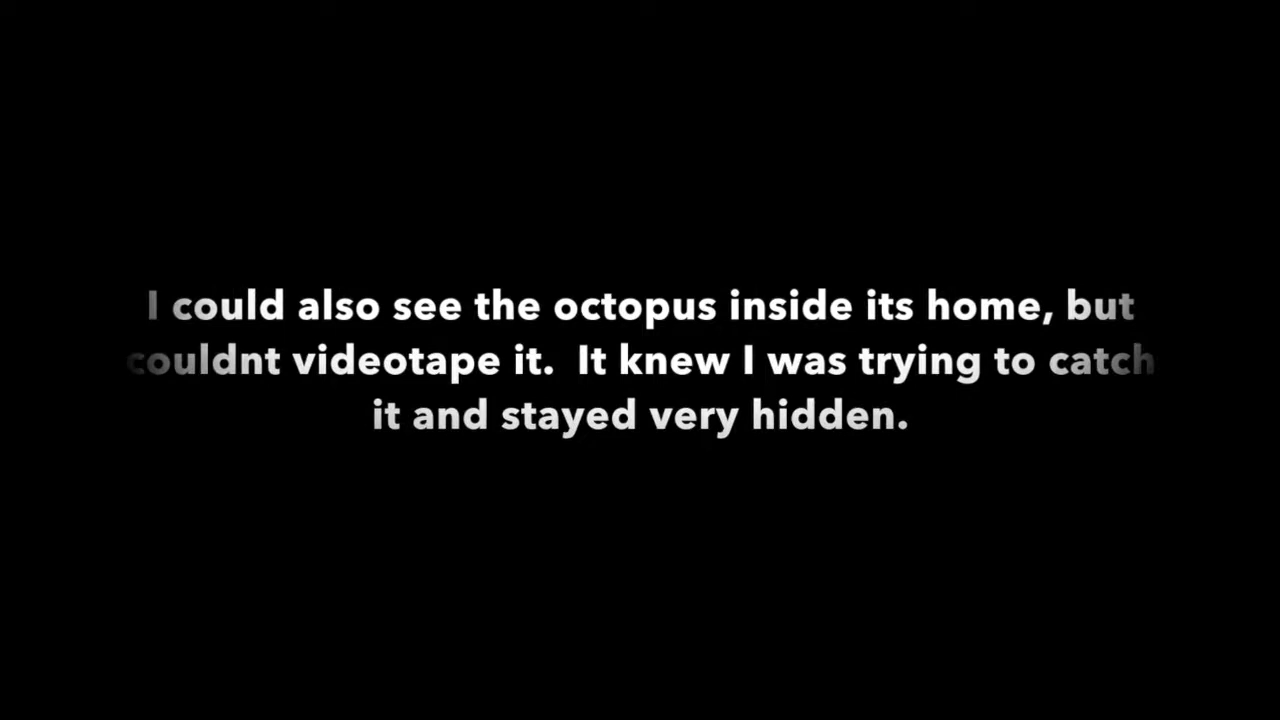 I could also see the octopus inside its home, but
couldnt videotape it.  It knew I was trying to catch
it and stayed very hidden.